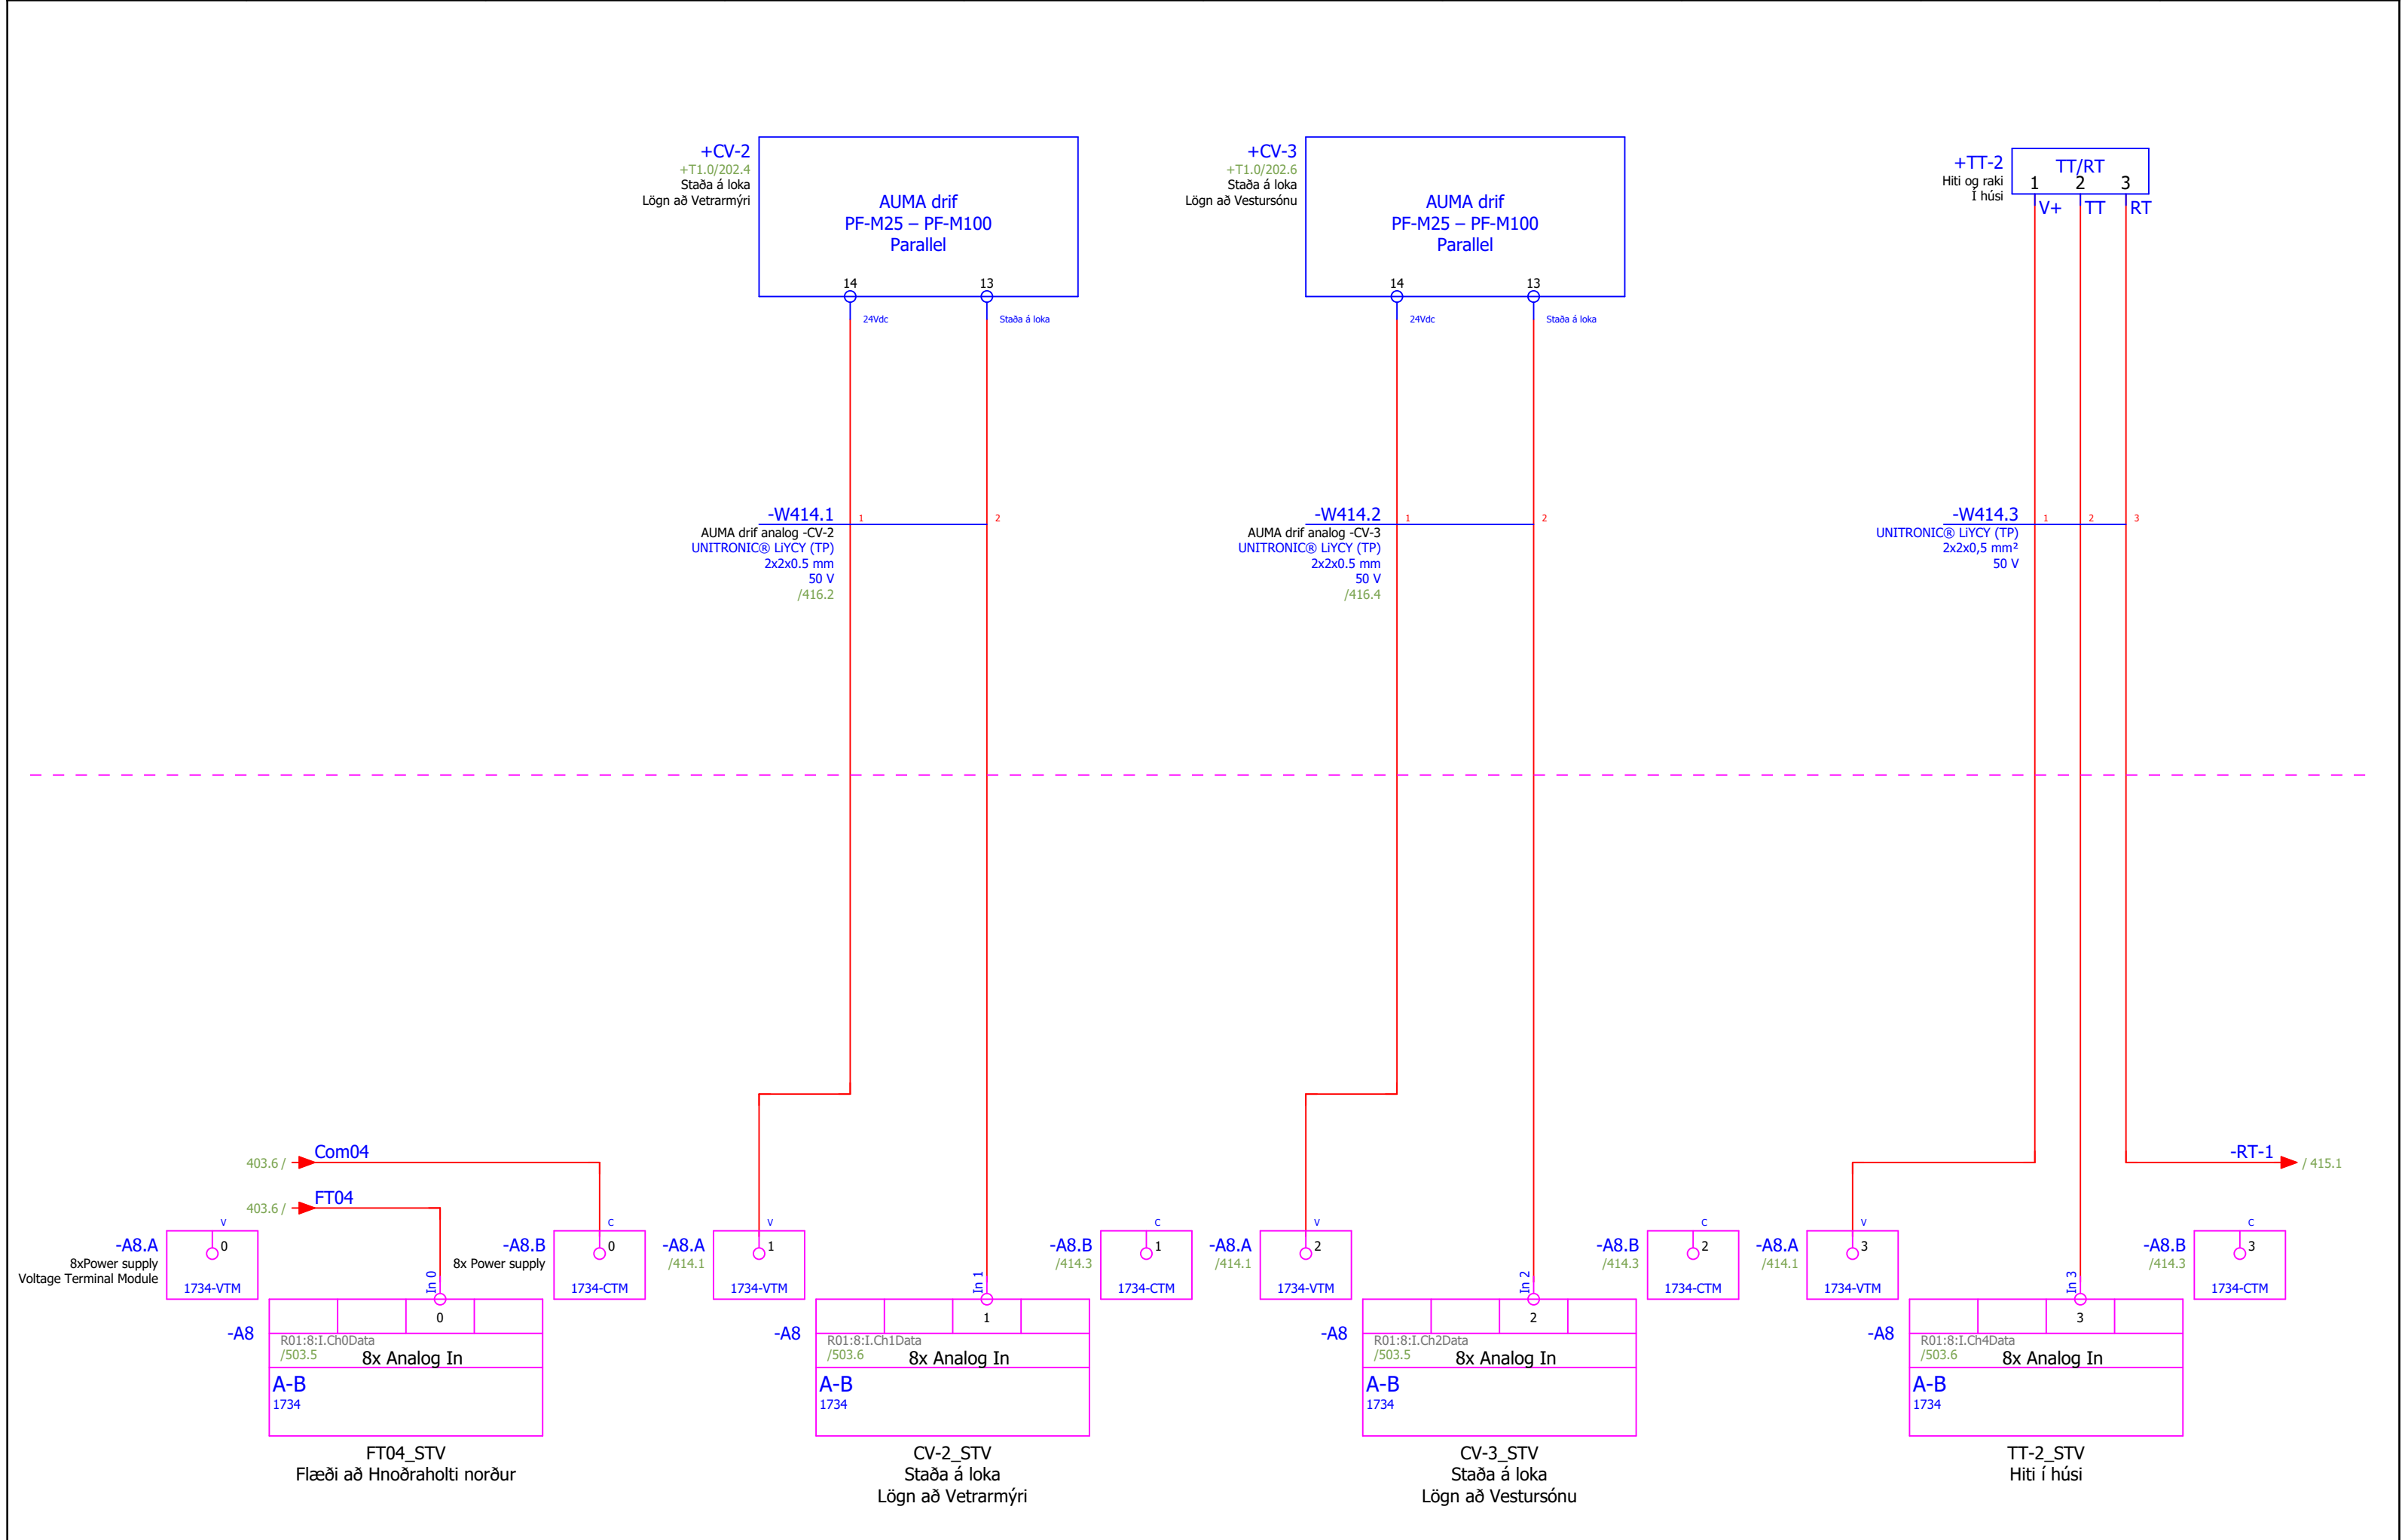 +CV-2
+T1.0/202.4
Staða á loka
Lögn að Vetrarmýri
AUMA drif
PF-M25 – PF-M100
Parallel
14
13
24Vdc
Staða á loka
+CV-3
+T1.0/202.6
Staða á loka
Lögn að Vestursónu
AUMA drif
PF-M25 – PF-M100
Parallel
14
13
24Vdc
Staða á loka
+TT-2
Hiti og raki
Í húsi
TT/RT
1 2 3
V+ TT RT
-W414.1
1 2
AUMA drif analog -CV-2
UNITRONIC® LiYCY (TP)
2x2x0.5 mm
50 V
/416.2
-W414.2
1 2
AUMA drif analog -CV-3
UNITRONIC® LiYCY (TP)
2x2x0.5 mm
50 V
/416.4
-W414.3
1 2 3
UNITRONIC® LiYCY (TP)
2x2x0,5 mm²
50 V
403.6 / Com04
403.6 / FT04
-RT-1 / 415.1
-A8.A
8xPower supply
Voltage Terminal Module
V
0
1734-VTM
-A8.B
8x Power supply
C
0
1734-CTM
In 0
0
-A8
R01:8:I.Ch0Data
/503.5
8x Analog In
A-B
1734
FT04_STV
Flæði að Hnoðraholti norður
-A8.A
/414.1
V
1
1734-VTM
-A8.B
/414.3
C
1
1734-CTM
In 1
1
-A8
R01:8:I.Ch1Data
/503.6
8x Analog In
A-B
1734
CV-2_STV
Staða á loka
Lögn að Vetrarmýri
-A8.A
/414.1
V
2
1734-VTM
-A8.B
/414.3
C
2
1734-CTM
In 2
2
-A8
R01:8:I.Ch2Data
/503.5
8x Analog In
A-B
1734
CV-3_STV
Staða á loka
Lögn að Vestursónu
-A8.A
/414.1
V
3
1734-VTM
-A8.B
/414.3
C
3
1734-CTM
In 3
3
-A8
R01:8:I.Ch4Data
/503.6
8x Analog In
A-B
1734
TT-2_STV
Hiti í húsi